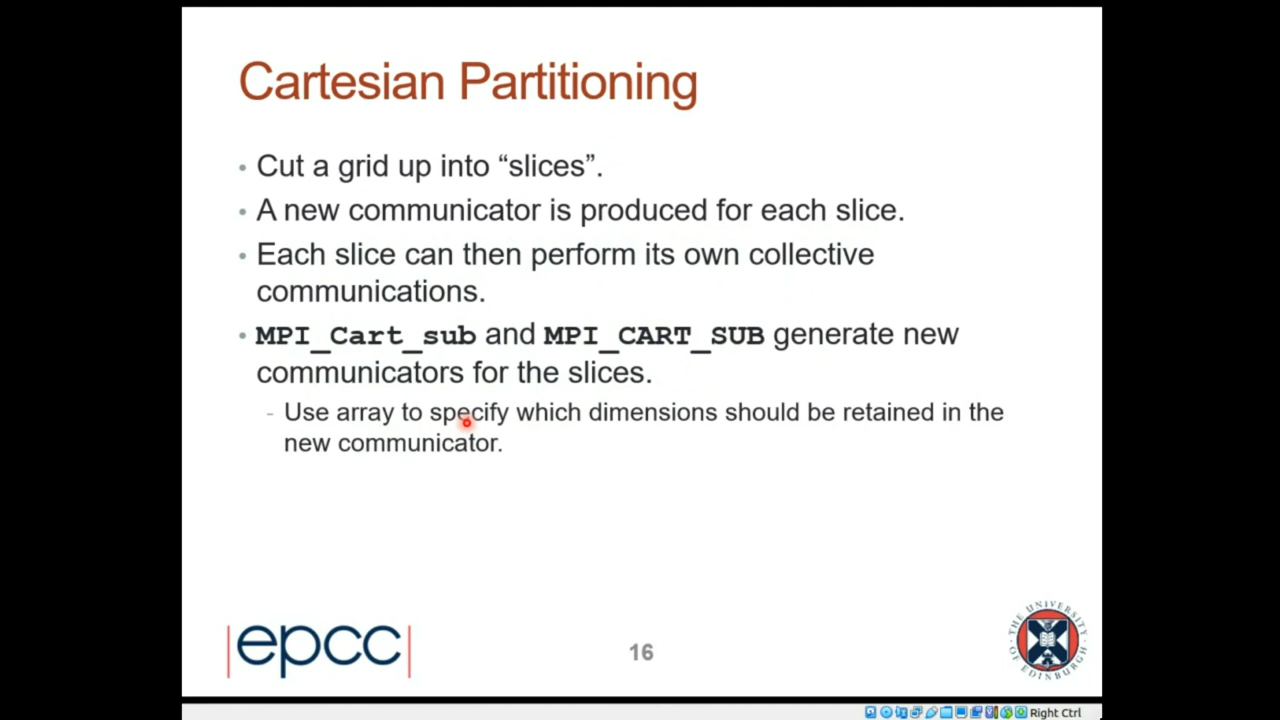 Cartesian Partitioning
• Cut a grid up into “slices”.
• A new communicator is produced for each slice.
• Each slice can then perform its own collective
communications.
• MPI_Cart_sub and MPI_CART_SUB generate new
communicators for the slices.
- Use array to specify which dimensions should be retained in the
new communicator.
|epcc|
16
THE UNIVERSITY
OF EDINBURGH
Right Ctrl